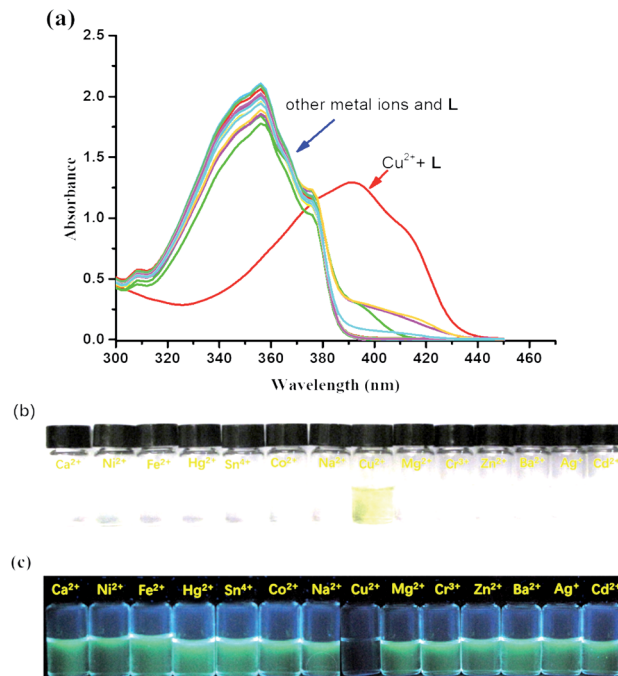 (a)
2.5
2.0
1.5
1.0
0.5
0.0
Absorbance
other metal ions and L
Cu²⁺+ L
300 320 340 360 380 400 420 440 460
Wavelength (nm)
(b)
Ca²⁺ Ni²⁺ Fe²⁺ Hg²⁺ Sn⁴⁺ Co²⁺ Na²⁺ Cu²⁺ Mg²⁺ Cr³⁺ Zn²⁺ Ba²⁺ Ag⁺ Cd²⁺
(c)
Ca²⁺ Ni²⁺ Fe²⁺ Hg²⁺ Sn⁴⁺ Co²⁺ Na²⁺ Cu²⁺ Mg²⁺ Cr³⁺ Zn²⁺ Ba²⁺ Ag⁺ Cd²⁺